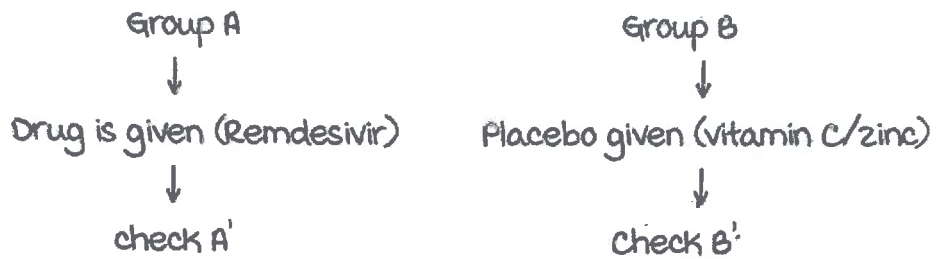 Group A
Group B
Drug is given (Remdesivir)
Placebo given (vitamin C/zinc)
check A'
Check B'